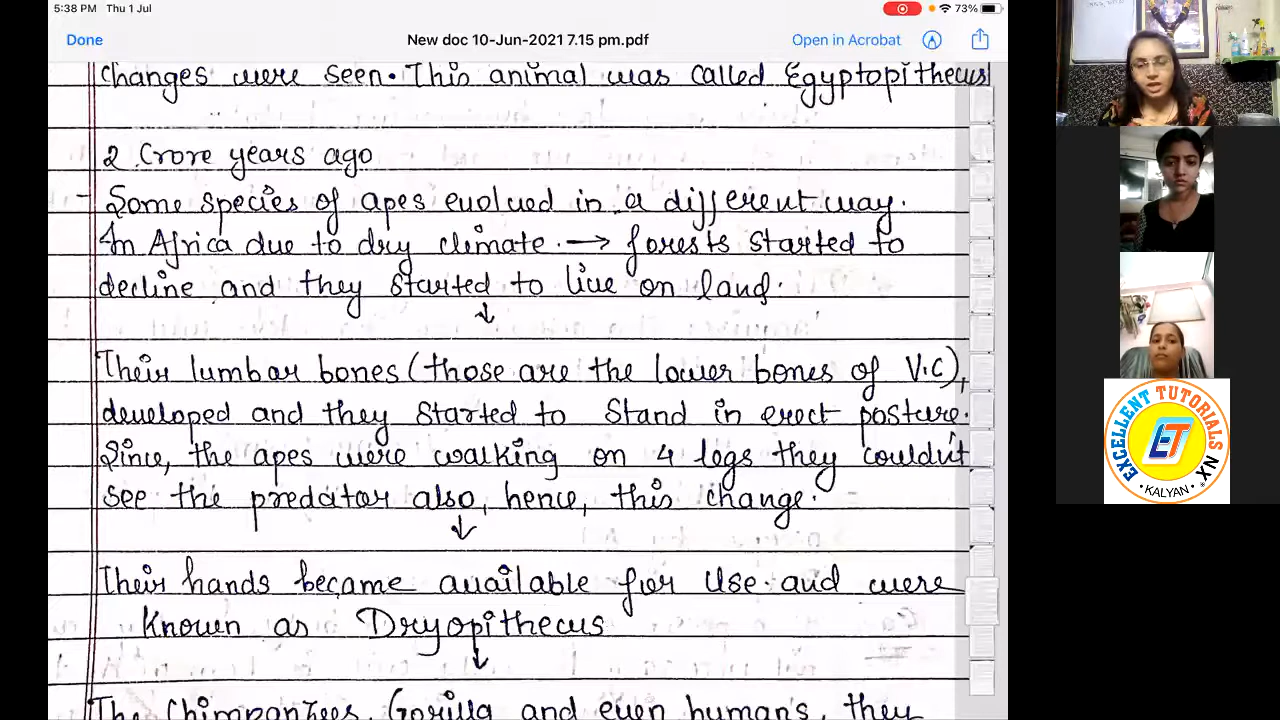 5:38 PM Thu 1 Jul
73%
Done
New doc 10-Jun-2021 7.15 pm.pdf
Open in Acrobat
changes were seen. This animal was called Egyptopithecus
2 Crore years ago
- Some species of apes evolved in a different way.
In Africa due to dry climate. → forests started to
decline and they started to live on land.
↓
Their lumbar bones (those are the lower bones of V.C),
developed and they started to stand in erect posture.
Since, the apes were walking on 4 legs they couldn't
see the predator also, hence, this change.
↓
Their hands became available for use and were
known as Dryopithecus
↓
The Chimpanzees, Gorilla and even humans, they
EXCELLENT TUTORIALS NX
ET
• KALYAN •